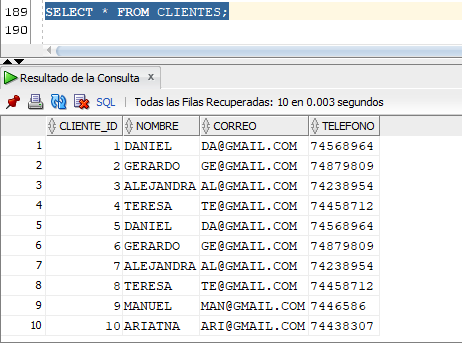 189 SELECT * FROM CLIENTES;
190
Resultado de la Consulta x
SQL | Todas las Filas Recuperadas: 10 en 0.003 segundos
CLIENTE_ID NOMBRE CORREO TELEFONO
1 1 DANIEL DA@GMAIL.COM 74568964
2 2 GERARDO GE@GMAIL.COM 74879809
3 3 ALEJANDRA AL@GMAIL.COM 74238954
4 4 TERESA TE@GMAIL.COM 74458712
5 5 DANIEL DA@GMAIL.COM 74568964
6 6 GERARDO GE@GMAIL.COM 74879809
7 7 ALEJANDRA AL@GMAIL.COM 74238954
8 8 TERESA TE@GMAIL.COM 74458712
9 9 MANUEL MAN@GMAIL.COM 7446586
10 10 ARIATNA ARI@GMAIL.COM 74438307